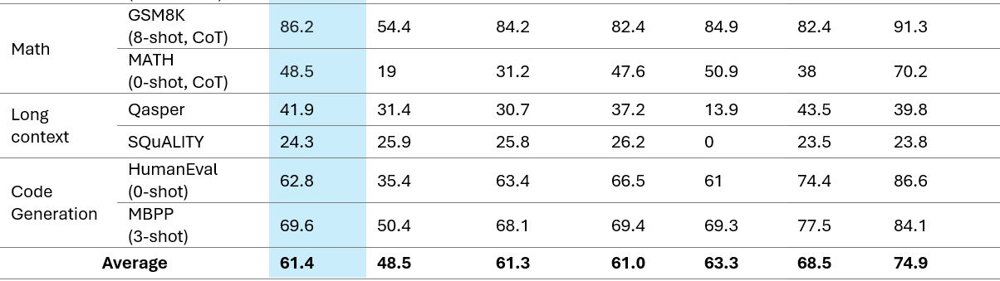 GSM8K
(8-shot, CoT) 86.2 54.4 84.2 82.4 84.9 82.4 91.3
Math
MATH
(0-shot, CoT) 48.5 19 31.2 47.6 50.9 38 70.2
Long
context
Qasper 41.9 31.4 30.7 37.2 13.9 43.5 39.8
SQuALITY 24.3 25.9 25.8 26.2 0 23.5 23.8
Code
Generation
HumanEval
(0-shot) 62.8 35.4 63.4 66.5 61 74.4 86.6
MBPP
(3-shot) 69.6 50.4 68.1 69.4 69.3 77.5 84.1
Average 61.4 48.5 61.3 61.0 63.3 68.5 74.9